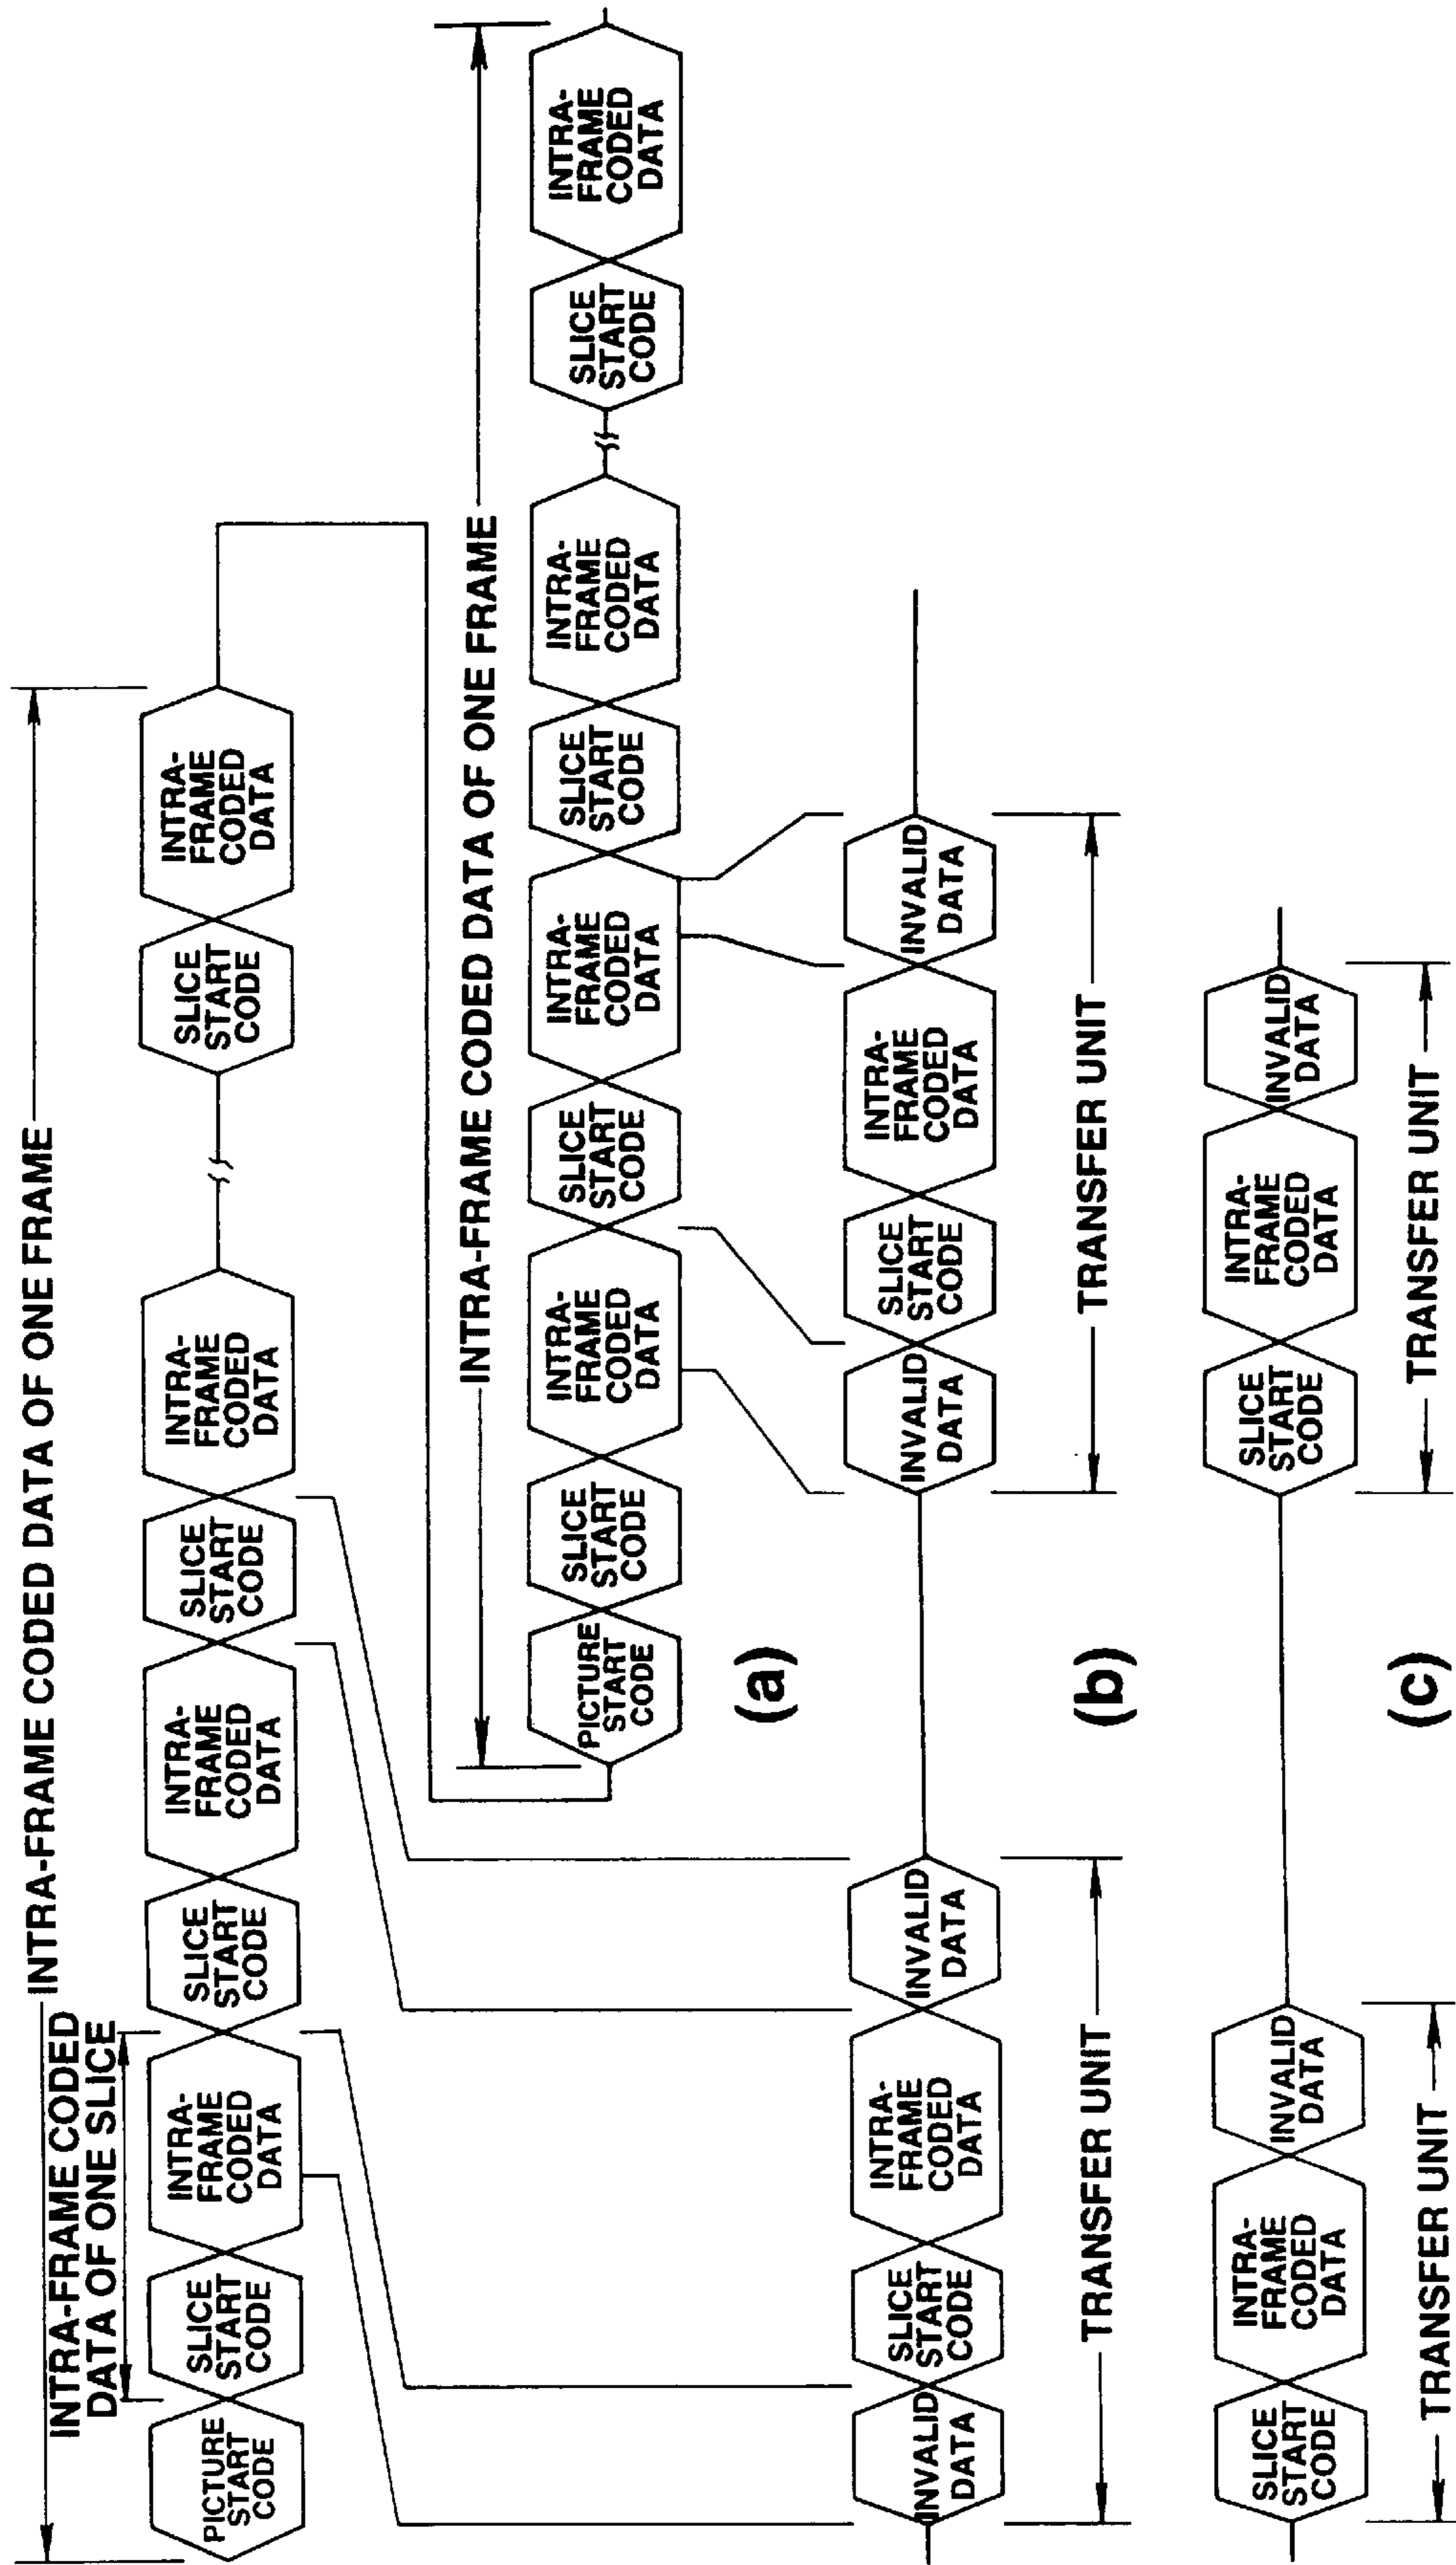 INTRA-FRAME CODED DATA OF ONE FRAME
INTRA-FRAME CODED
DATA OF ONE SLICE
PICTURE
START
CODE
SLICE
START
CODE
INTRA-
FRAME
CODED
DATA
SLICE
START
CODE
INTRA-
FRAME
CODED
DATA
SLICE
START
CODE
INTRA-
FRAME
CODED
DATA
SLICE
START
CODE
INTRA-
FRAME
CODED
DATA
INTRA-FRAME CODED DATA OF ONE FRAME
PICTURE
START
CODE
SLICE
START
CODE
INTRA-
FRAME
CODED
DATA
SLICE
START
CODE
INTRA-
FRAME
CODED
DATA
SLICE
START
CODE
INTRA-
FRAME
CODED
DATA
SLICE
START
CODE
INTRA-
FRAME
CODED
DATA
(a)
INVALID
DATA
SLICE
START
CODE
INTRA-
FRAME
CODED
DATA
INVALID
DATA
INVALID
DATA
SLICE
START
CODE
INTRA-
FRAME
CODED
DATA
INVALID
DATA
TRANSFER UNIT
(b)
TRANSFER UNIT
SLICE
START
CODE
INTRA-
FRAME
CODED
DATA
INVALID
DATA
SLICE
START
CODE
INTRA-
FRAME
CODED
DATA
INVALID
DATA
TRANSFER UNIT
(c)
TRANSFER UNIT